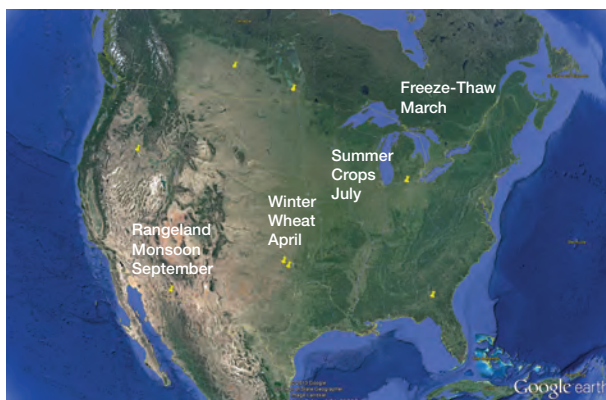 Freeze-Thaw
March
Summer
Crops
July
Winter
Wheat
April
Rangeland
Monsoon
September
Google earth